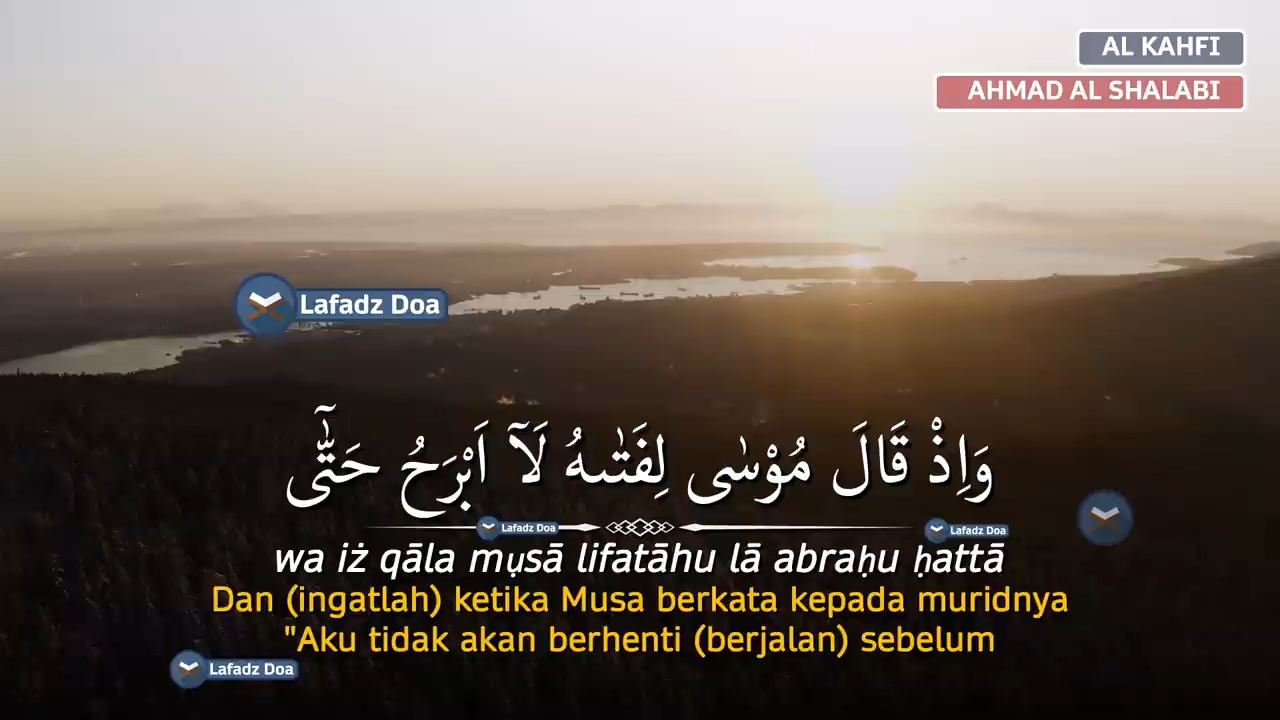 AL KAHFI
AHMAD AL SHALABI
Lafadz Doa
وَاِذْ قَالَ مُوْسٰى لِفَتٰىهُ لَآ اَبْرَحُ حَتّٰٓى
Lafadz Doa
Lafadz Doa
wa iż qāla mụsā lifatāhu lā abraḥu ḥattā
Dan (ingatlah) ketika Musa berkata kepada muridnya
"Aku tidak akan berhenti (berjalan) sebelum
Lafadz Doa